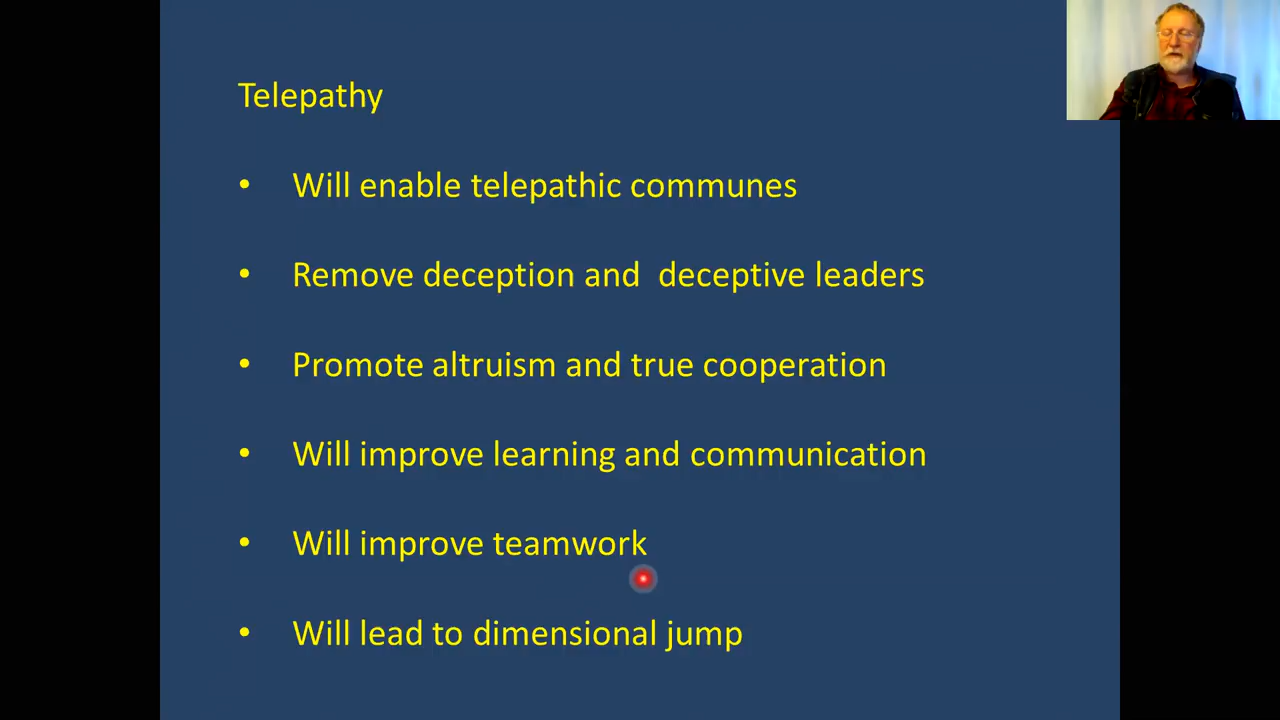 Telepathy
• Will enable telepathic communes
• Remove deception and  deceptive leaders
• Promote altruism and true cooperation
• Will improve learning and communication
• Will improve teamwork
• Will lead to dimensional jump